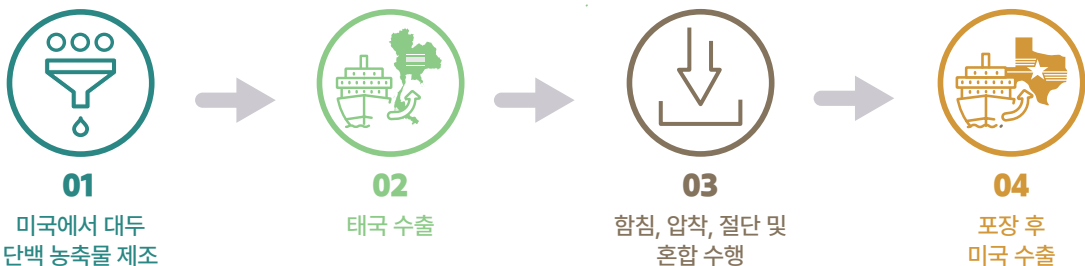 01
미국에서 대두
단백 농축물 제조
02
태국 수출
03
함침, 압착, 절단 및
혼합 수행
04
포장 후
미국 수출